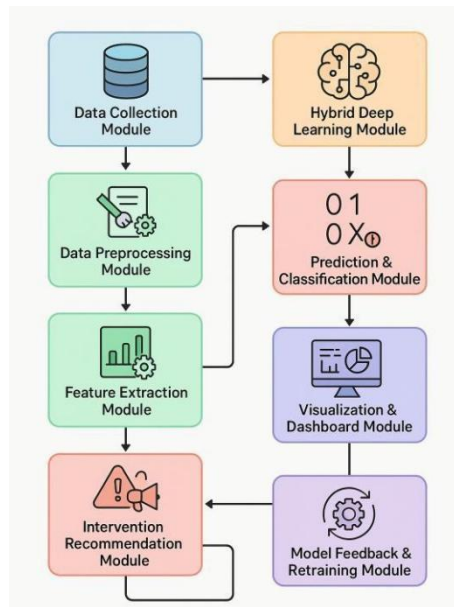 Data Collection
Module
Hybrid Deep
Learning Module
Data Preprocessing
Module
0 1
0 X
Prediction &
Classification Module
Feature Extraction
Module
Visualization &
Dashboard Module
Intervention
Recommendation
Module
Model Feedback &
Retraining Module